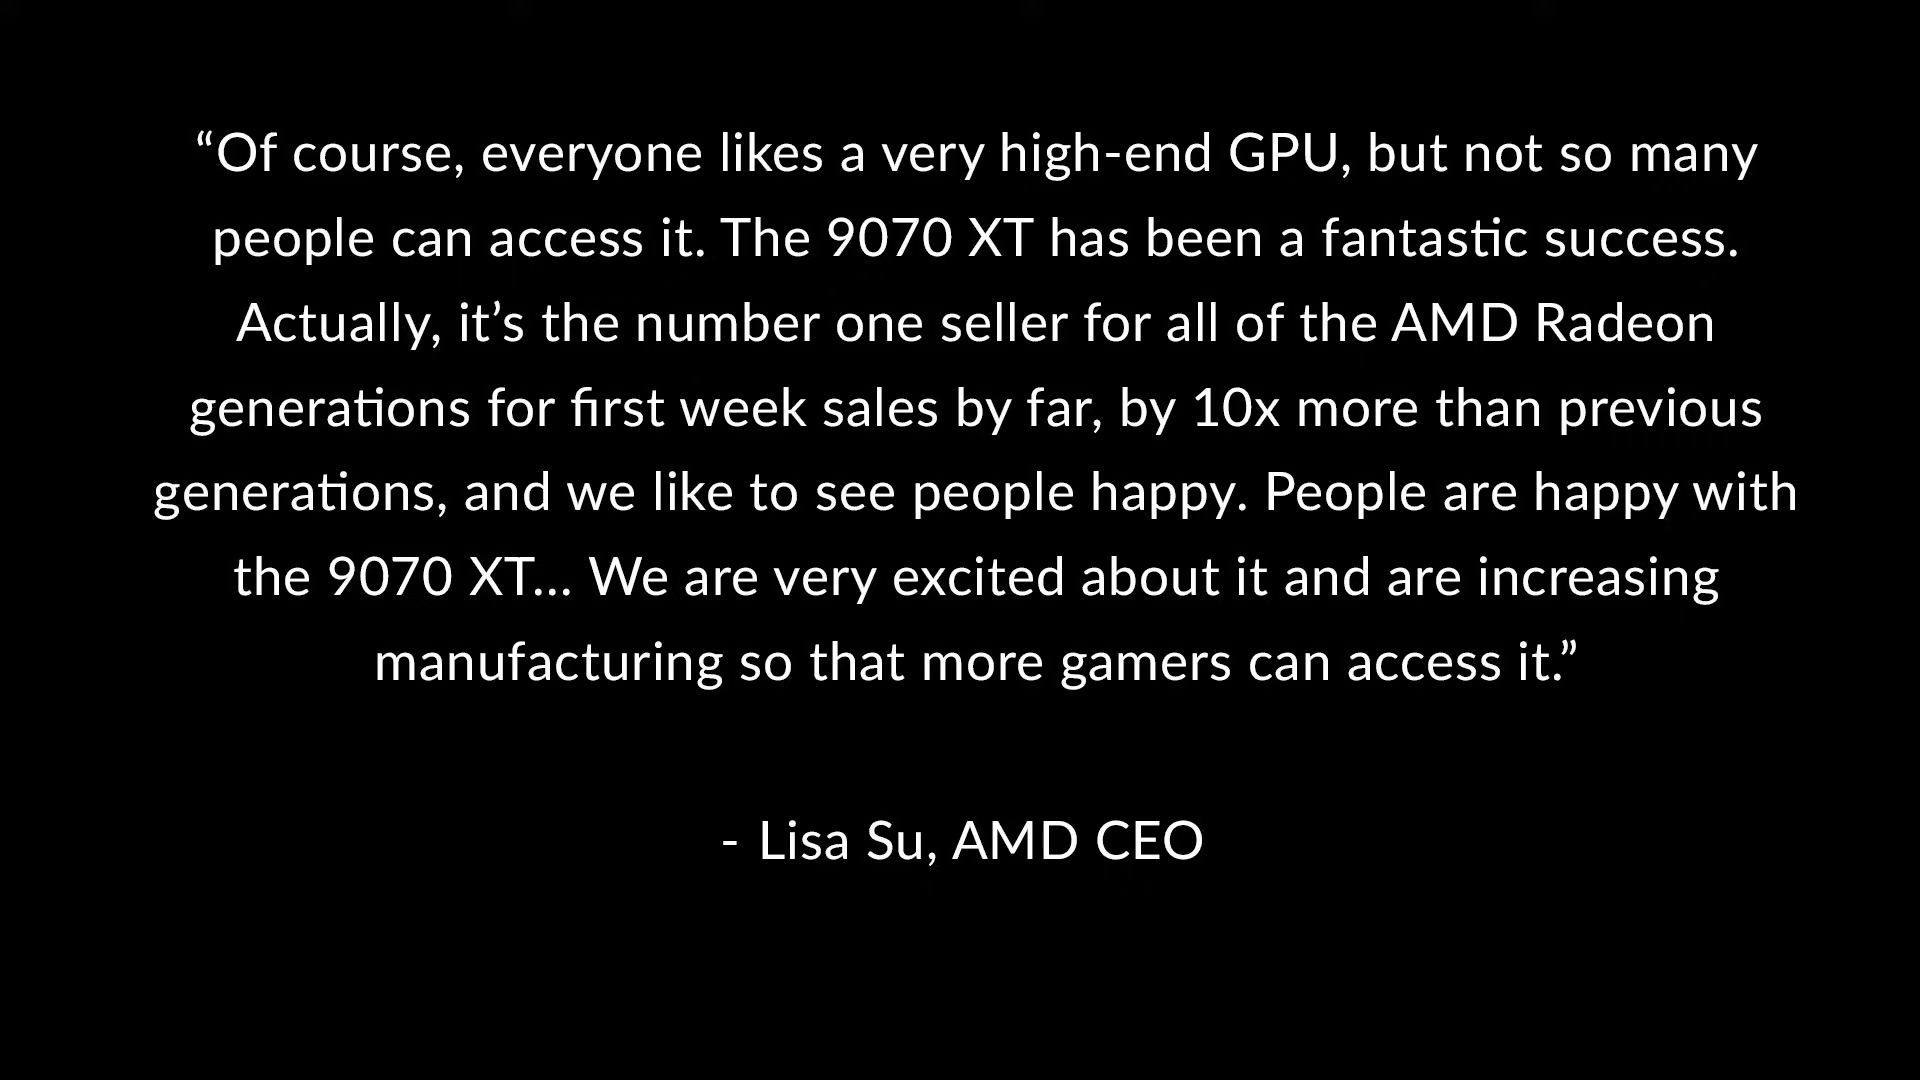 “Of course, everyone likes a very high-end GPU, but not so many
people can access it. The 9070 XT has been a fantastic success.
Actually, it’s the number one seller for all of the AMD Radeon
generations for first week sales by far, by 10x more than previous
generations, and we like to see people happy. People are happy with
the 9070 XT... We are very excited about it and are increasing
manufacturing so that more gamers can access it.”
- Lisa Su, AMD CEO